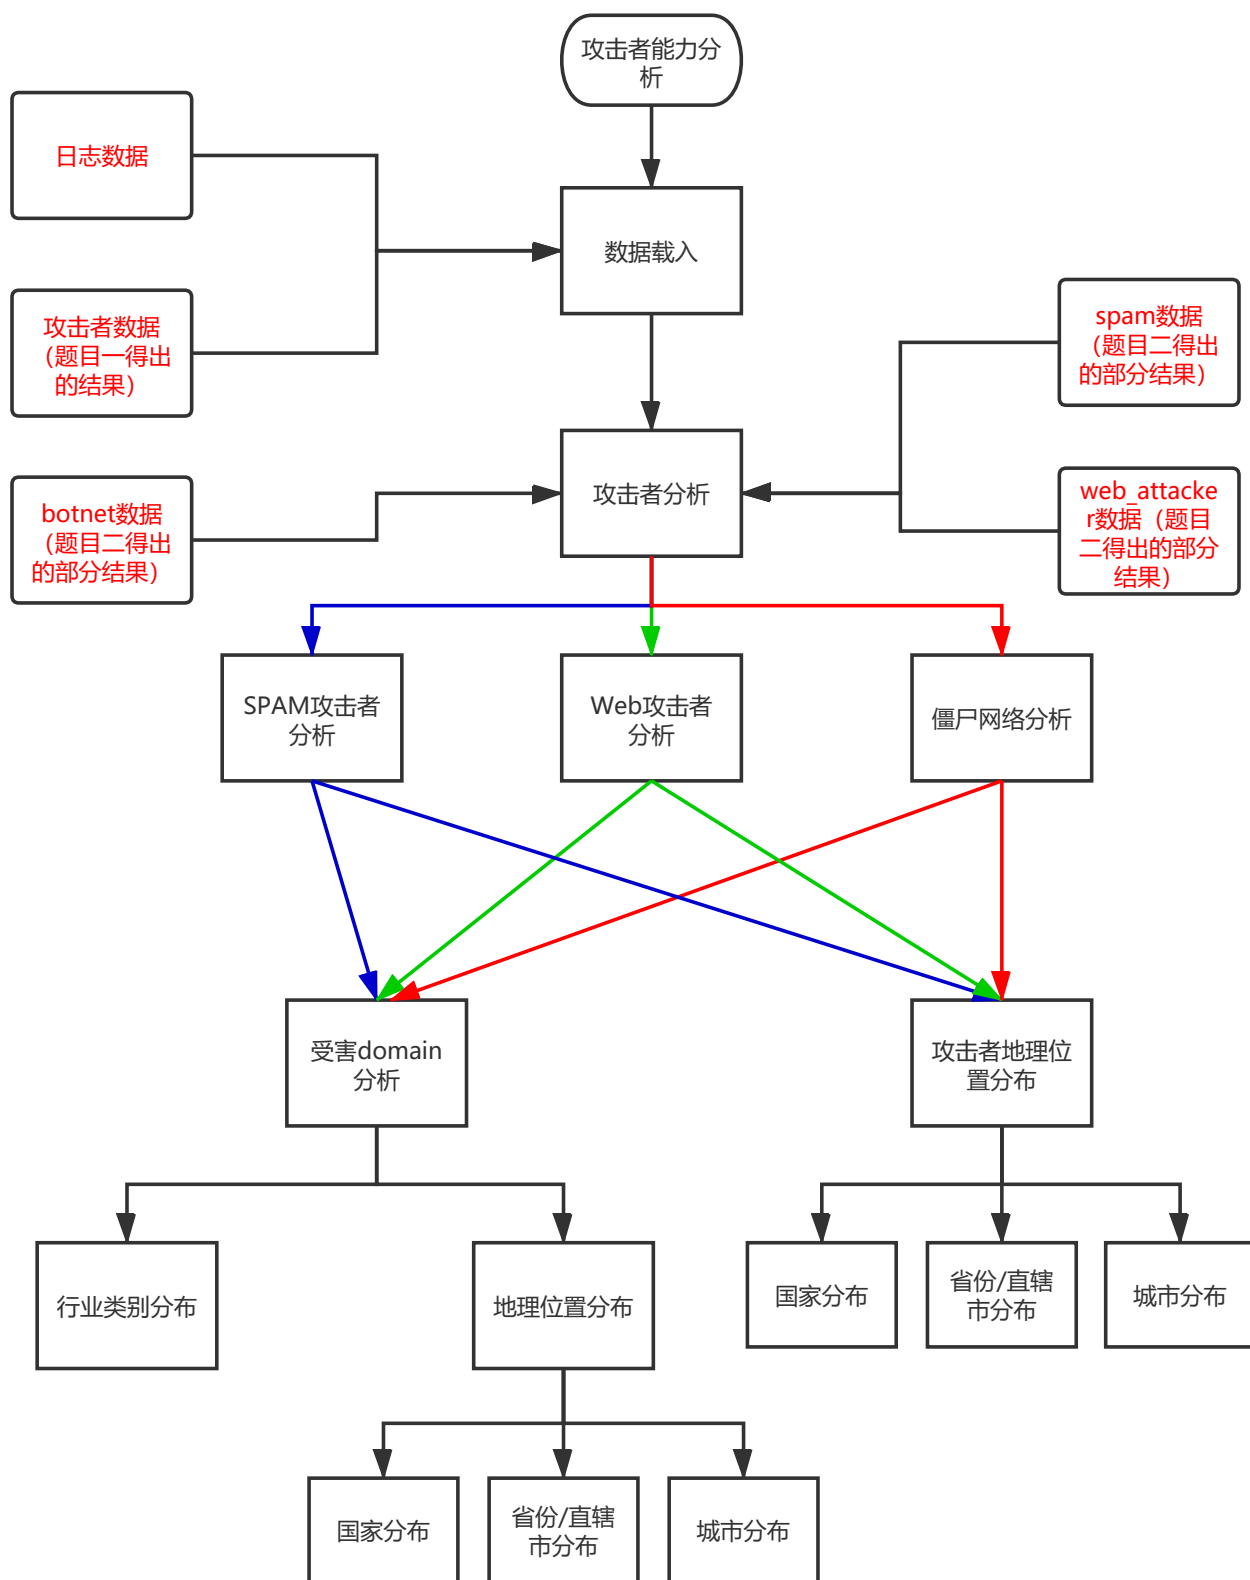 攻击者能力分
析
日志数据
数据载入
攻击者数据
（题目一得出
的结果）
spam数据
（题目二得出
的部分结果）
攻击者分析
botnet数据
（题目二得出
的部分结果）
web_attacke
r数据（题目
二得出的部分
结果）
SPAM攻击者
分析
Web攻击者
分析
僵尸网络分析
受害domain
分析
攻击者地理位
置分布
行业类别分布
地理位置分布
国家分布
省份/直辖
市分布
城市分布
国家分布
省份/直辖
市分布
城市分布